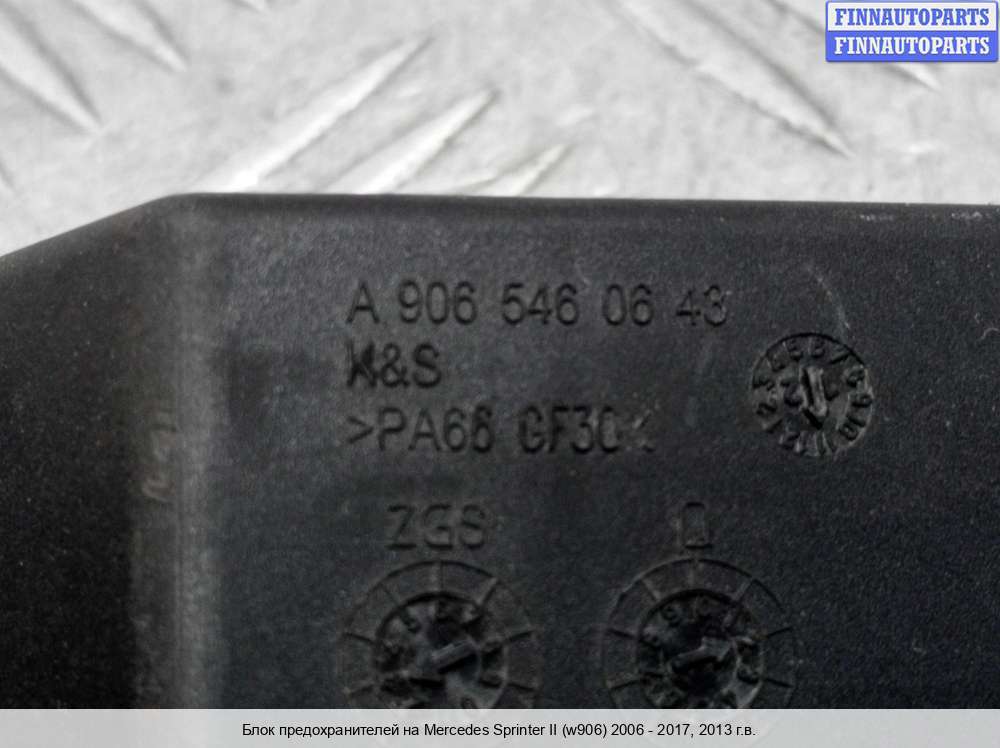 FINNAUTOPARTS
FINNAUTOPARTS
A 906 546 06 43
K&S
>PA66 GF30<
ZGS
Q
Блок предохранителей на Mercedes Sprinter II (w906) 2006 - 2017, 2013 г.в.